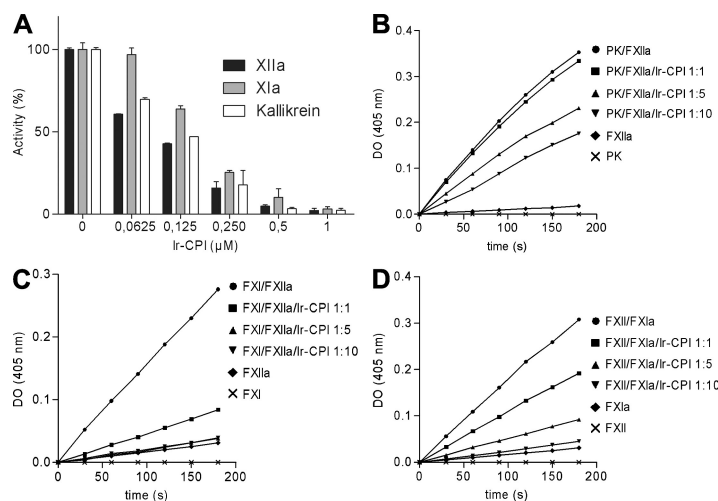 A
Activity (%)
100
50
0
XIIa
XIa
Kallikrein
0 0,0625 0,125 0,250 0,5 1
Ir-CPI (µM)
B
DO (405 nm)
0.4
0.3
0.2
0.1
0.0
0 50 100 150 200
time (s)
PK/FXIIa
PK/FXIIa/Ir-CPI 1:1
PK/FXIIa/Ir-CPI 1:5
PK/FXIIa/Ir-CPI 1:10
FXIIa
PK
C
DO (405 nm)
0.3
0.2
0.1
0.0
0 50 100 150 200
time (s)
FXI/FXIIa
FXI/FXIIa/Ir-CPI 1:1
FXI/FXIIa/Ir-CPI 1:5
FXI/FXIIa/Ir-CPI 1:10
FXIIa
FXI
D
DO (405 nm)
0.4
0.3
0.2
0.1
0.0
0 50 100 150 200
time (s)
FXII/FXIa
FXII/FXIa/Ir-CPI 1:1
FXII/FXIa/Ir-CPI 1:5
FXII/FXIa/Ir-CPI 1:10
FXIa
FXII